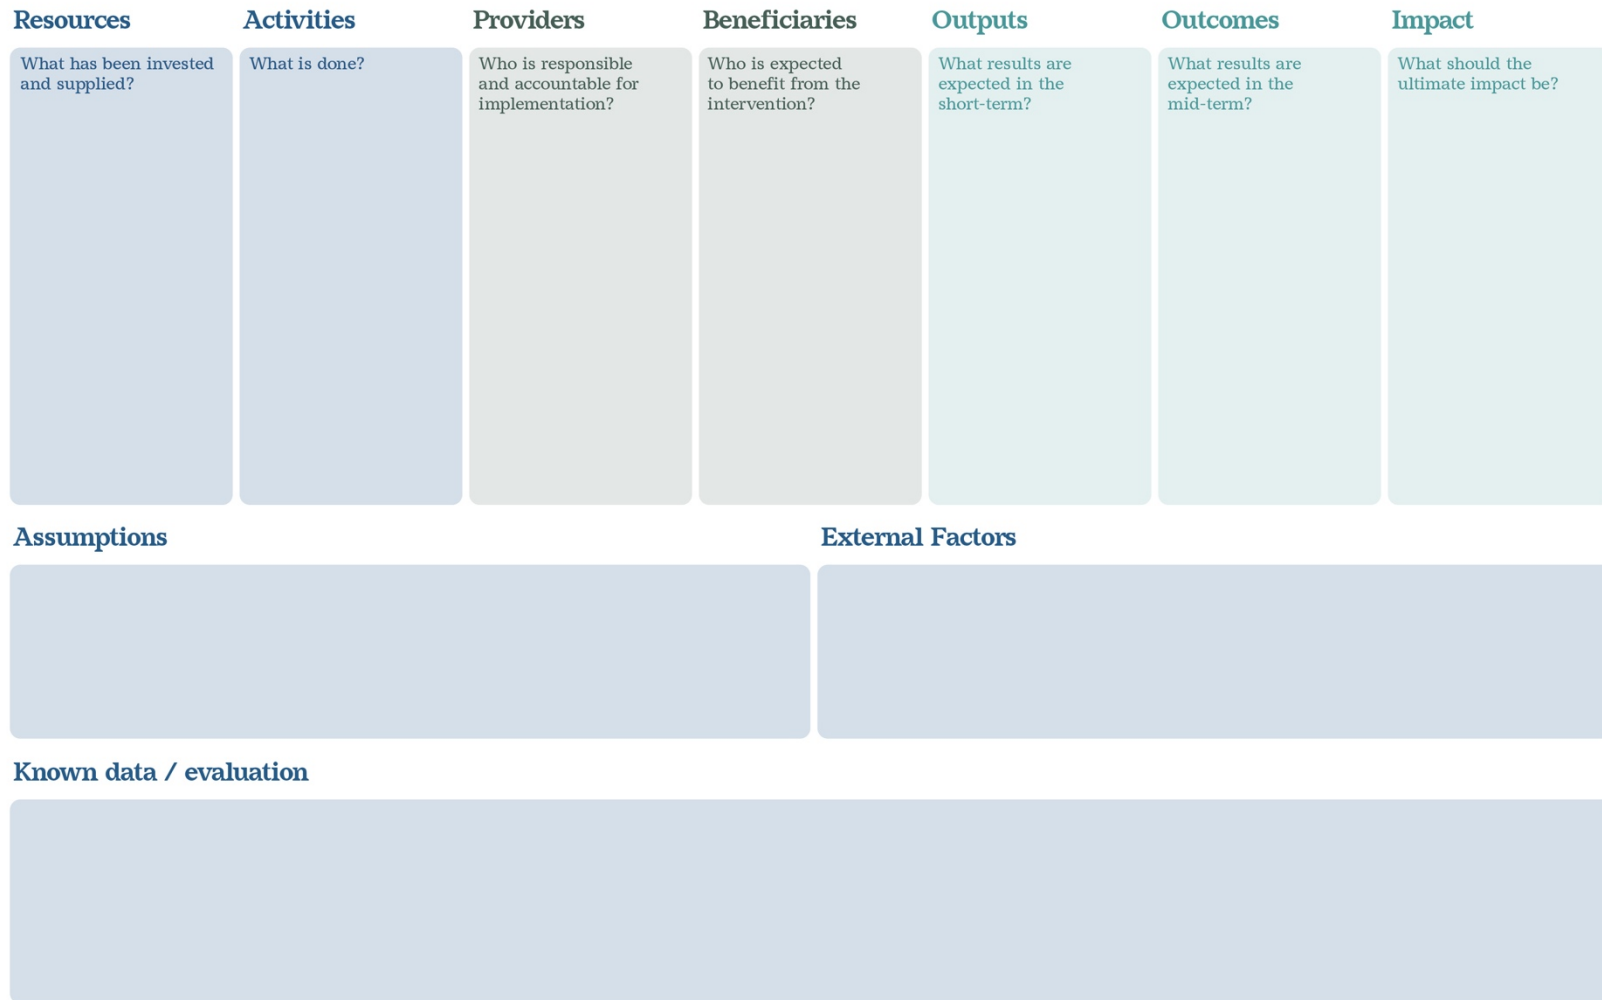 Resources
What has been invested
and supplied?
Activities
What is done?
Providers
Who is responsible
and accountable for
implementation?
Beneficiaries
Who is expected
to benefit from the
intervention?
Outputs
What results are
expected in the
short-term?
Outcomes
What results are
expected in the
mid-term?
Impact
What should the
ultimate impact be?
Assumptions
External Factors
Known data / evaluation